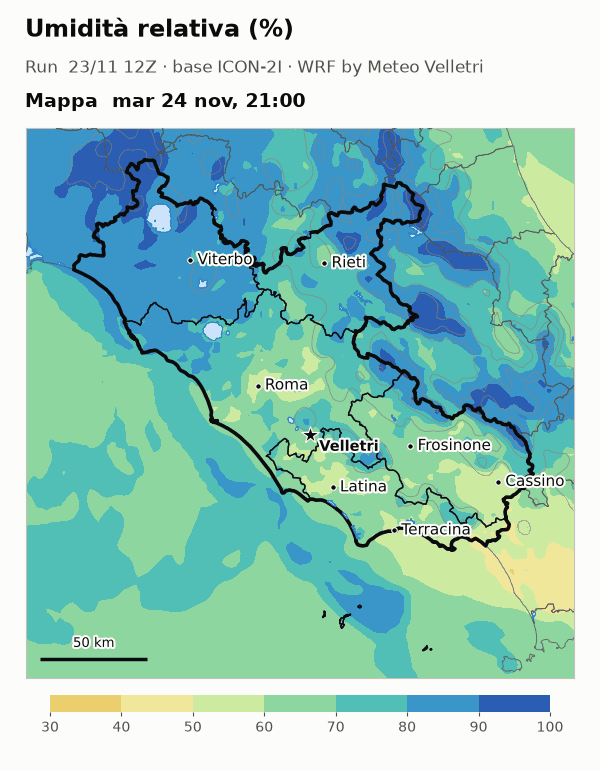 Umidità relativa (%)
Run 23/11 12Z · base ICON-2I · WRF by Meteo Velletri
Mappa mar 24 nov, 21:00
Viterbo
Rieti
Roma
Velletri
Frosinone
Cassino
Latina
Terracina
50 km
30 40 50 60 70 80 90 100